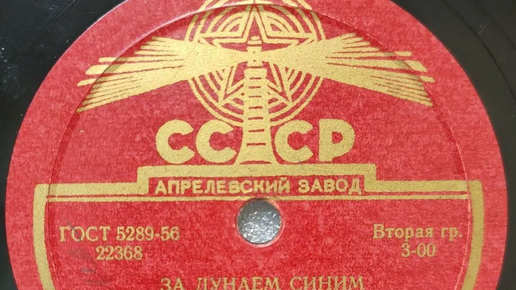 СССР
АПРЕЛЕВСКИЙ ЗАВОД
ГОСТ 5289-56
22368
Вторая гр.
3-00
ЗА ДУНАЕМ СИНИМ